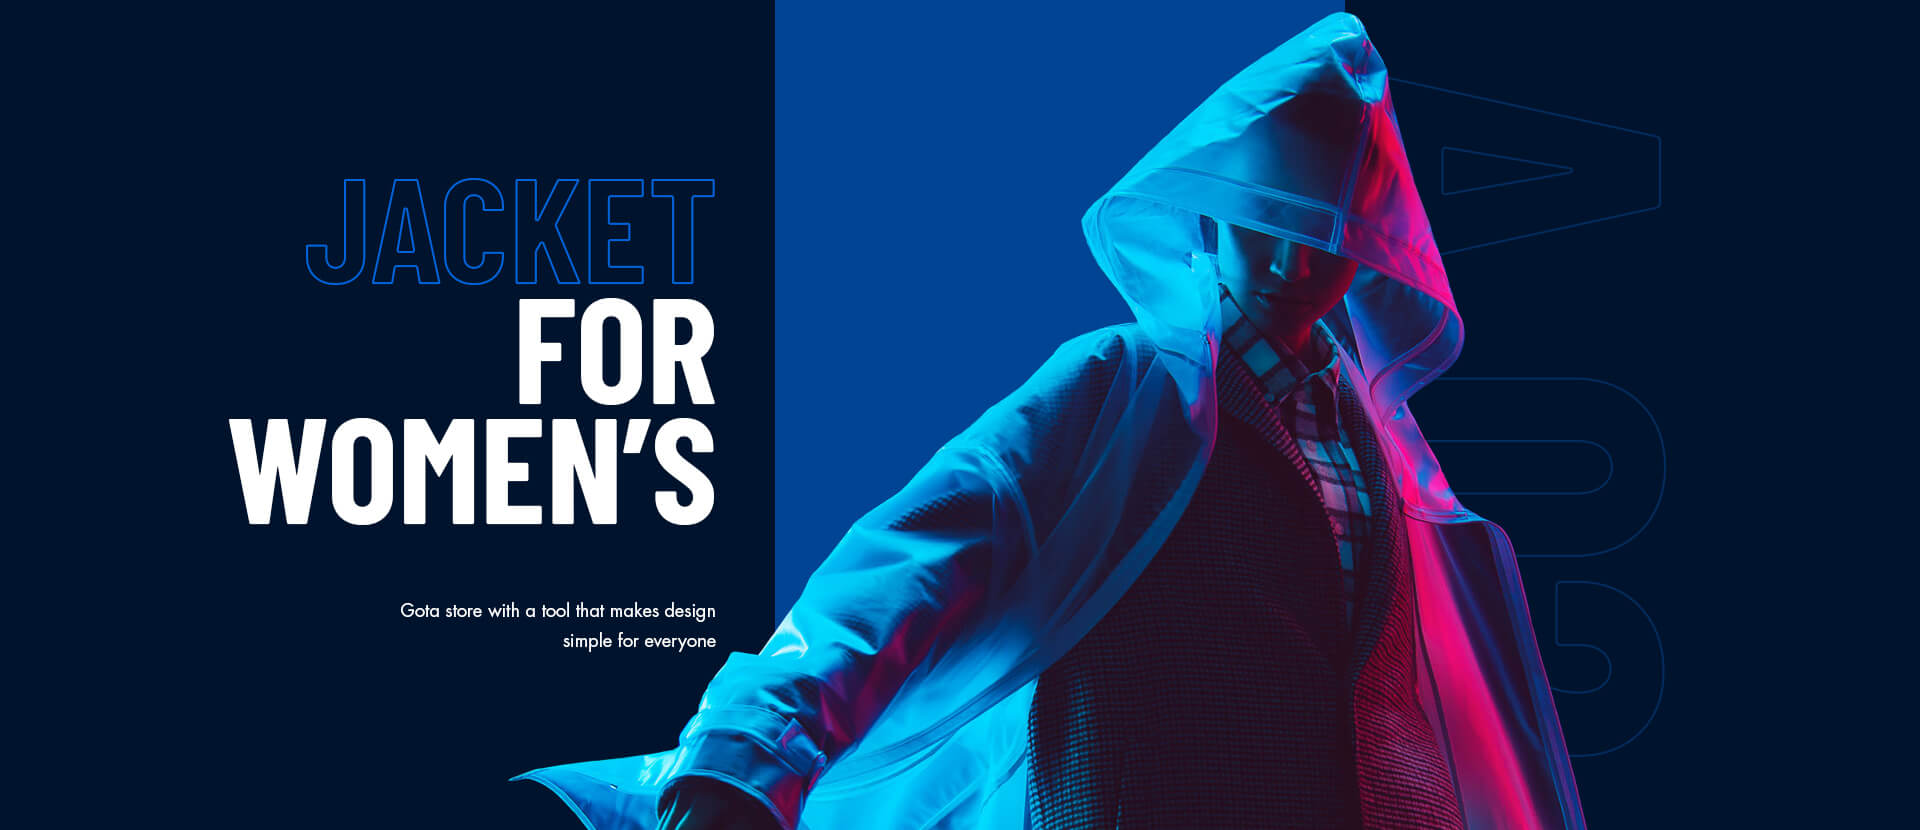 JACKET
FOR
WOMEN'S
Gota store with a tool that makes design
simple for everyone